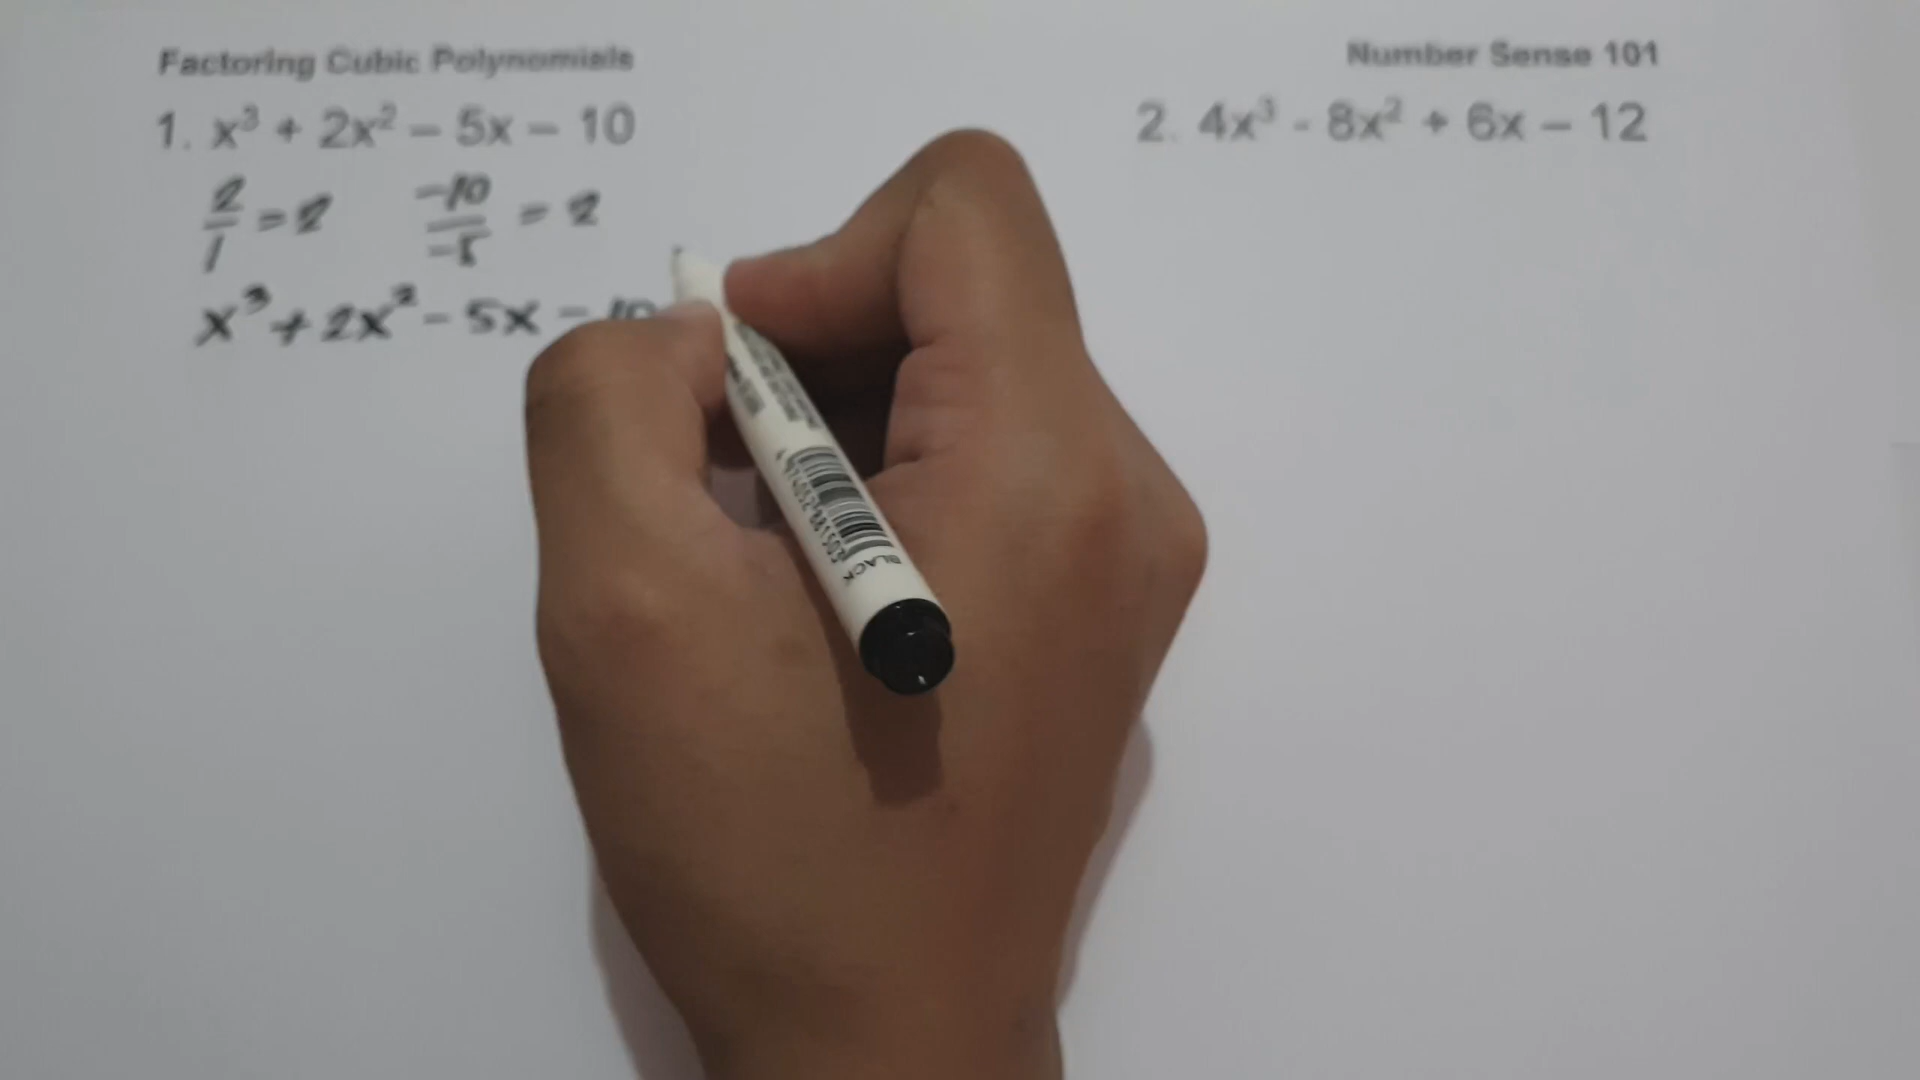 Factoring Cubic Polynomials
Number Sense 101
1. x³ + 2x² – 5x – 10
2. 4x³ - 8x² + 6x – 12
2/1 = 2
-10/-5 = 2
x³ + 2x² - 5x - 10
BLACK